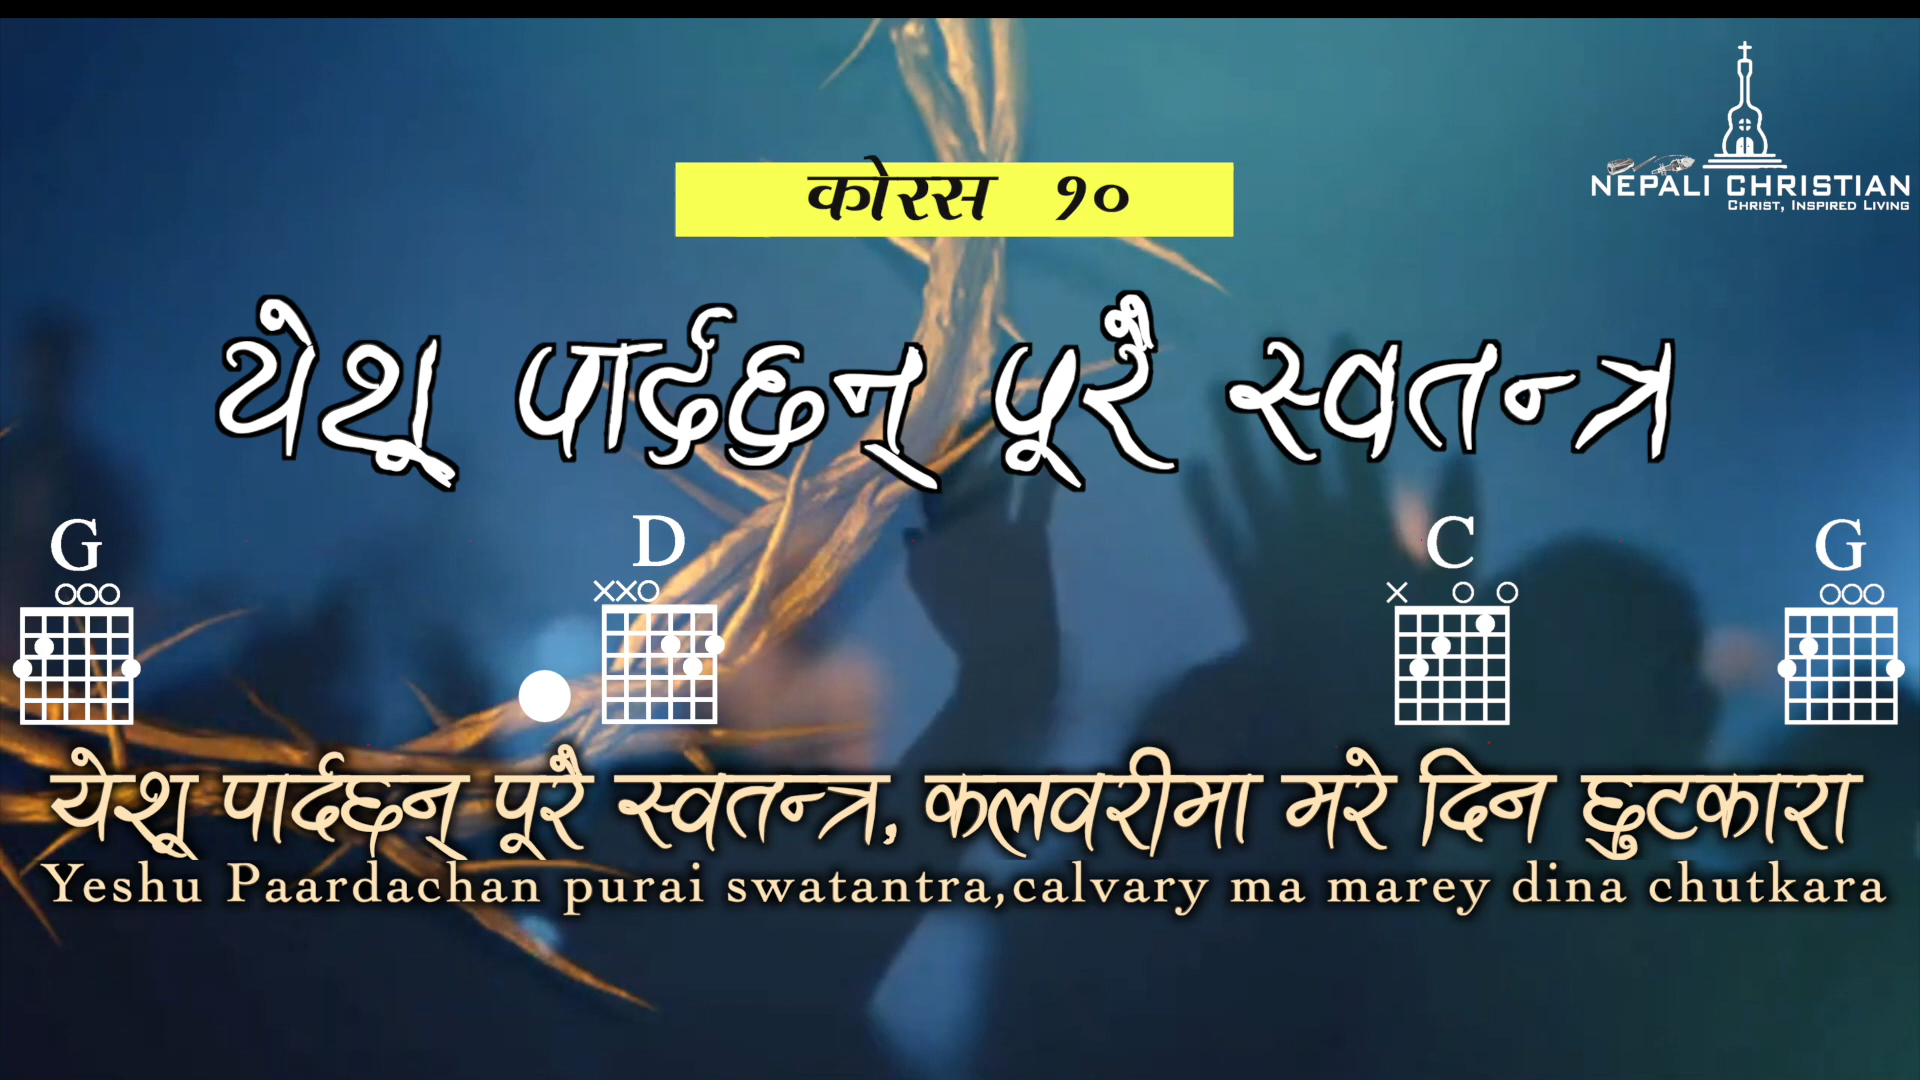 NEPALI CHRISTIAN
CHRIST, INSPIRED LIVING
कोरस १०
येशू पार्दछन् पूरै स्वतन्त्र
G D C G
××○ × ○ ○
○○○ ○○○
येशू पार्दछन् पूरै स्वतन्त्र, कलवरीमा मरे दिन छुटकारा
Yeshu Paardachan purai swatantra,calvary ma marey dina chutkara